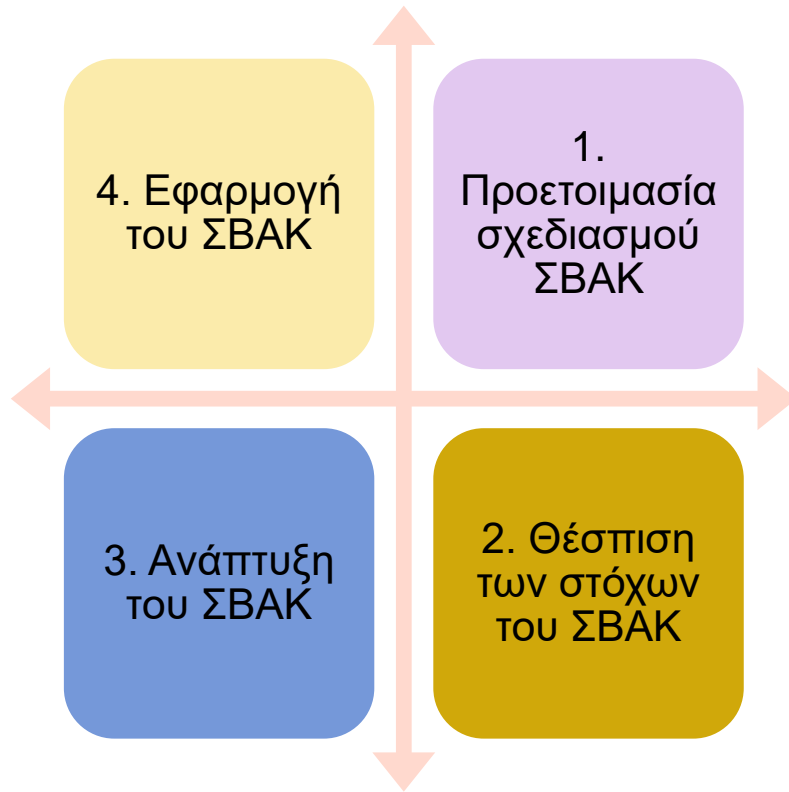 4. Εφαρμογή
του ΣΒΑΚ
1.
Προετοιμασία
σχεδιασμού
ΣΒΑΚ
3. Ανάπτυξη
του ΣΒΑΚ
2. Θέσπιση
των στόχων
του ΣΒΑΚ